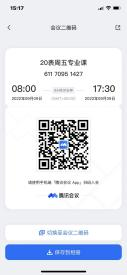 15:17
会议二维码
20表周五专业课
611 7095 1427
08:00
17:30
2022年09月09日
(GMT+08:00)
2022年09月09日
请使用手机端「腾讯会议 App」扫码入会
腾讯会议
切换至会议二维码
保存到相册